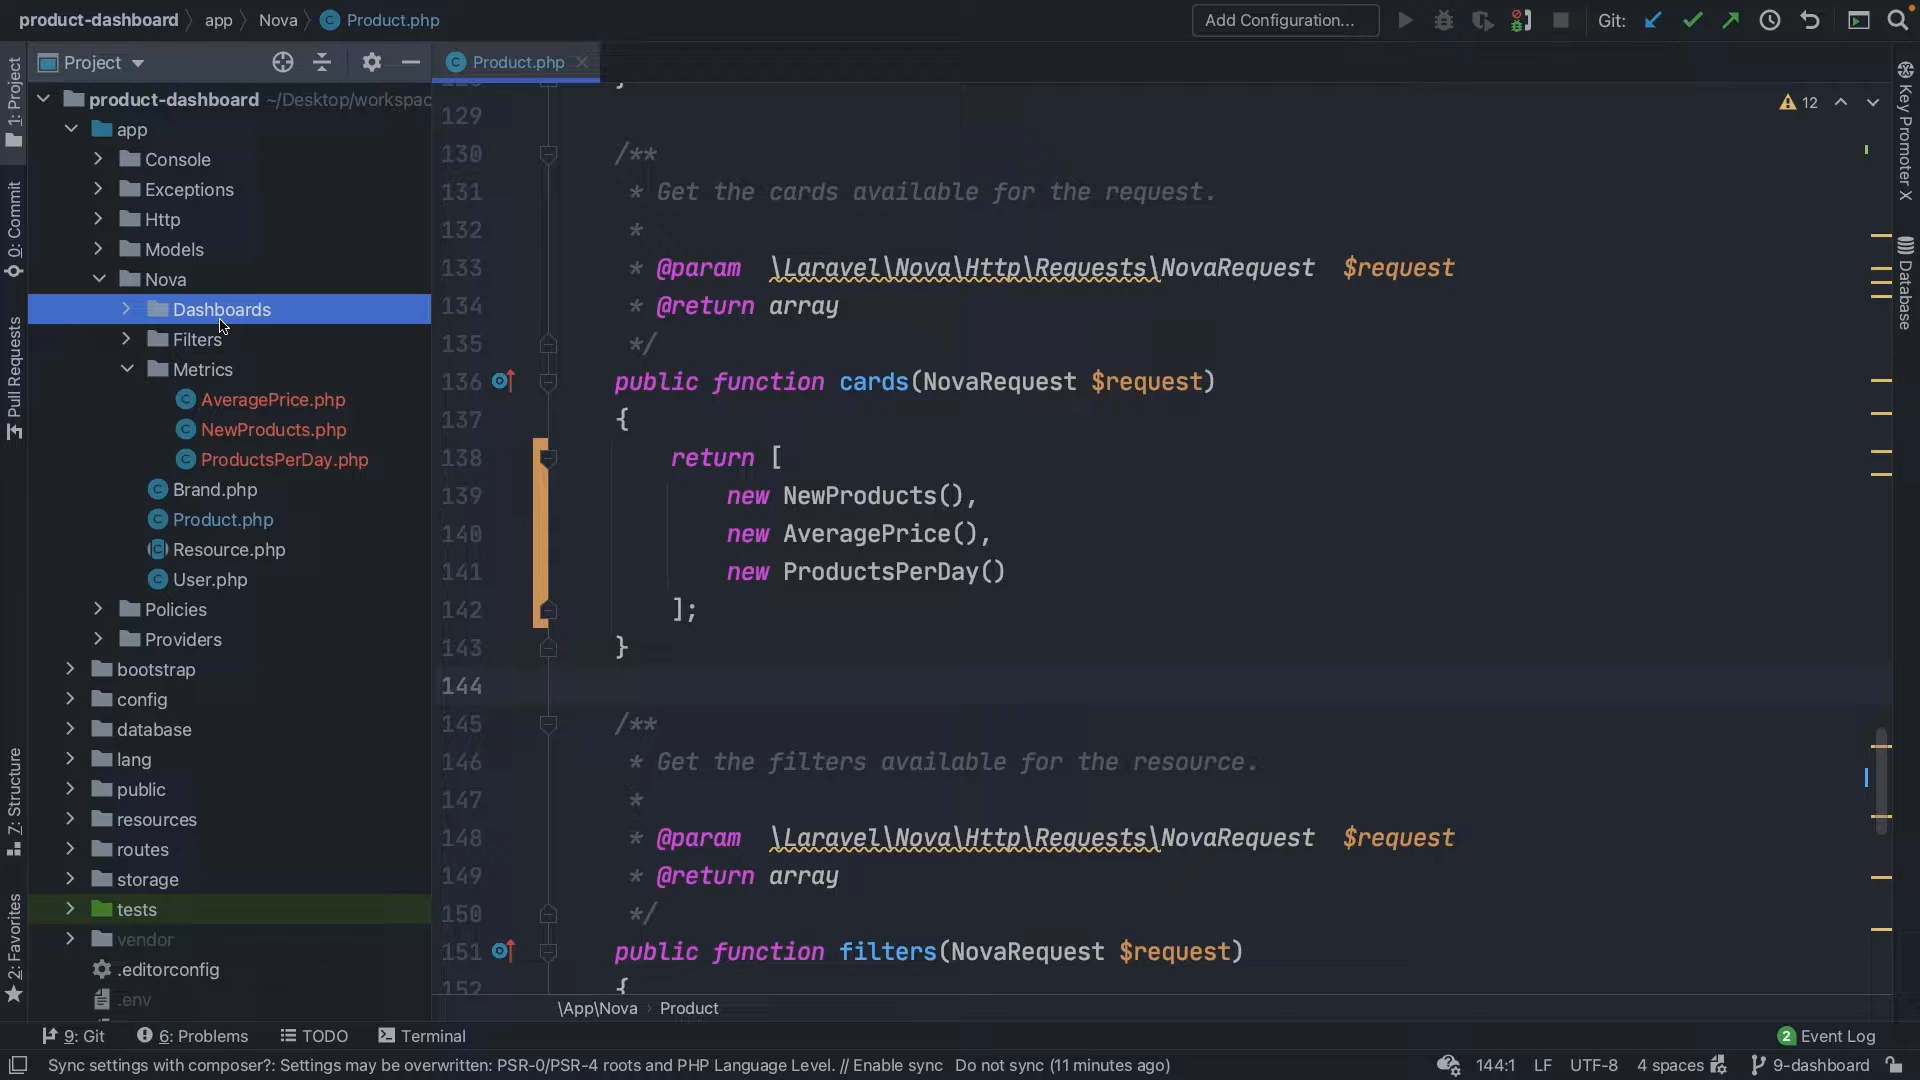 product-dashboard app Nova Product.php
Add Configuration...
Git:
Project
Product.php
1: Project
0: Commit
Pull Requests
7: Structure
2: Favorites
product-dashboard ~/Desktop/workspac
app
Console
Exceptions
Http
Models
Nova
Dashboards
Filters
Metrics
AveragePrice.php
NewProducts.php
ProductsPerDay.php
Brand.php
Product.php
Resource.php
User.php
Policies
Providers
bootstrap
config
database
lang
public
resources
routes
storage
tests
vendor
.editorconfig
.env
12
129
130 /**
131 * Get the cards available for the request.
132 *
133 * @param \Laravel\Nova\Http\Requests\NovaRequest $request
134 * @return array
135 */
136 public function cards(NovaRequest $request)
137 {
138 return [
139 new NewProducts(),
140 new AveragePrice(),
141 new ProductsPerDay()
142 ];
143 }
144
145 /**
146 * Get the filters available for the resource.
147 *
148 * @param \Laravel\Nova\Http\Requests\NovaRequest $request
149 * @return array
150 */
151 public function filters(NovaRequest $request)
152 {
\App\Nova Product
Key Promoter X
Database
9: Git 6: Problems TODO Terminal
2 Event Log
Sync settings with composer?: Settings may be overwritten: PSR-0/PSR-4 roots and PHP Language Level. // Enable sync Do not sync (11 minutes ago)
144:1 LF UTF-8 4 spaces 9-dashboard